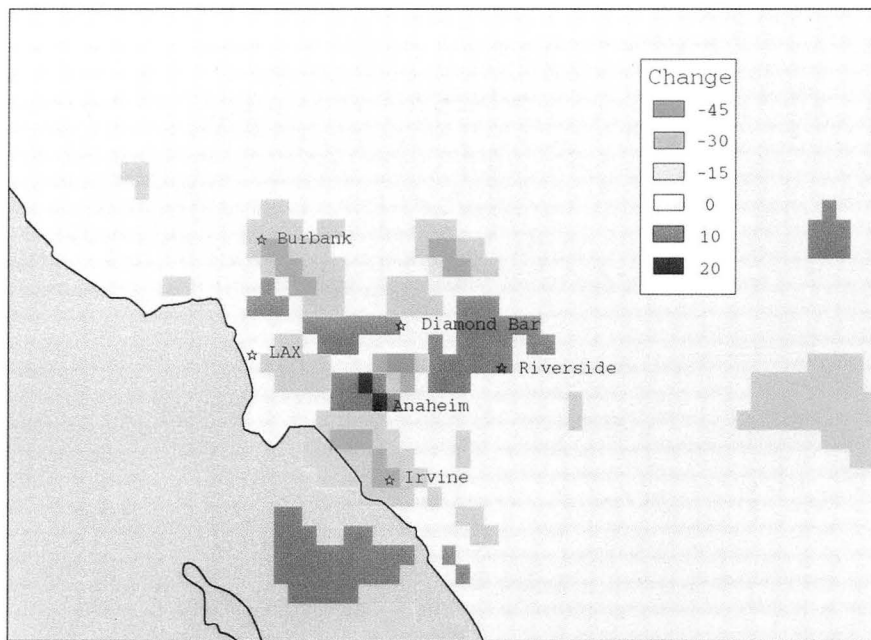 Change
-45
-30
-15
0
10
20
Burbank
Diamond Bar
LAX
Riverside
Anaheim
Irvine